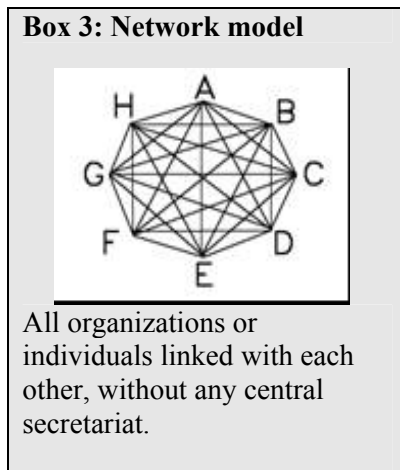 Box 3: Network model
A
H B
G C
F D
E
All organizations or
individuals linked with each
other, without any central
secretariat.